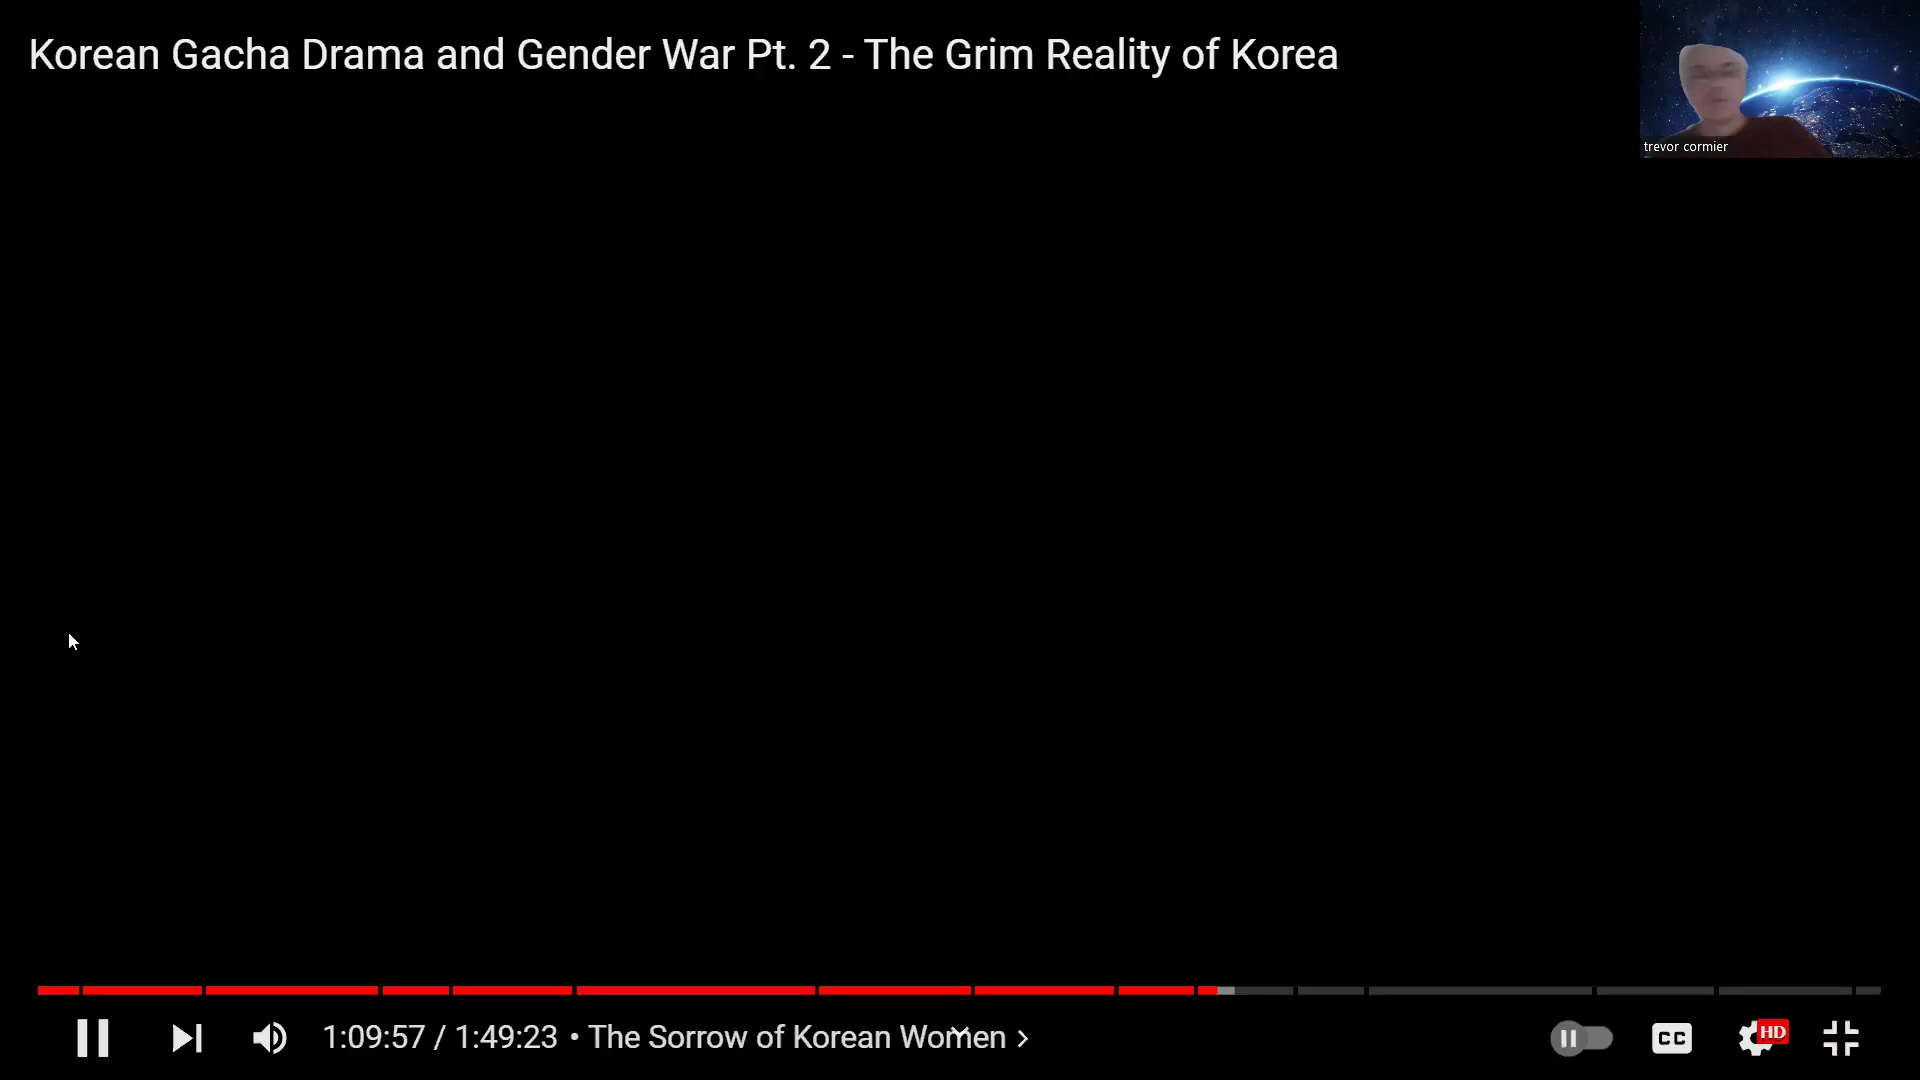 Korean Gacha Drama and Gender War Pt. 2 - The Grim Reality of Korea
trevor cormier
1:09:57 / 1:49:23 • The Sorrow of Korean Women
CC
HD